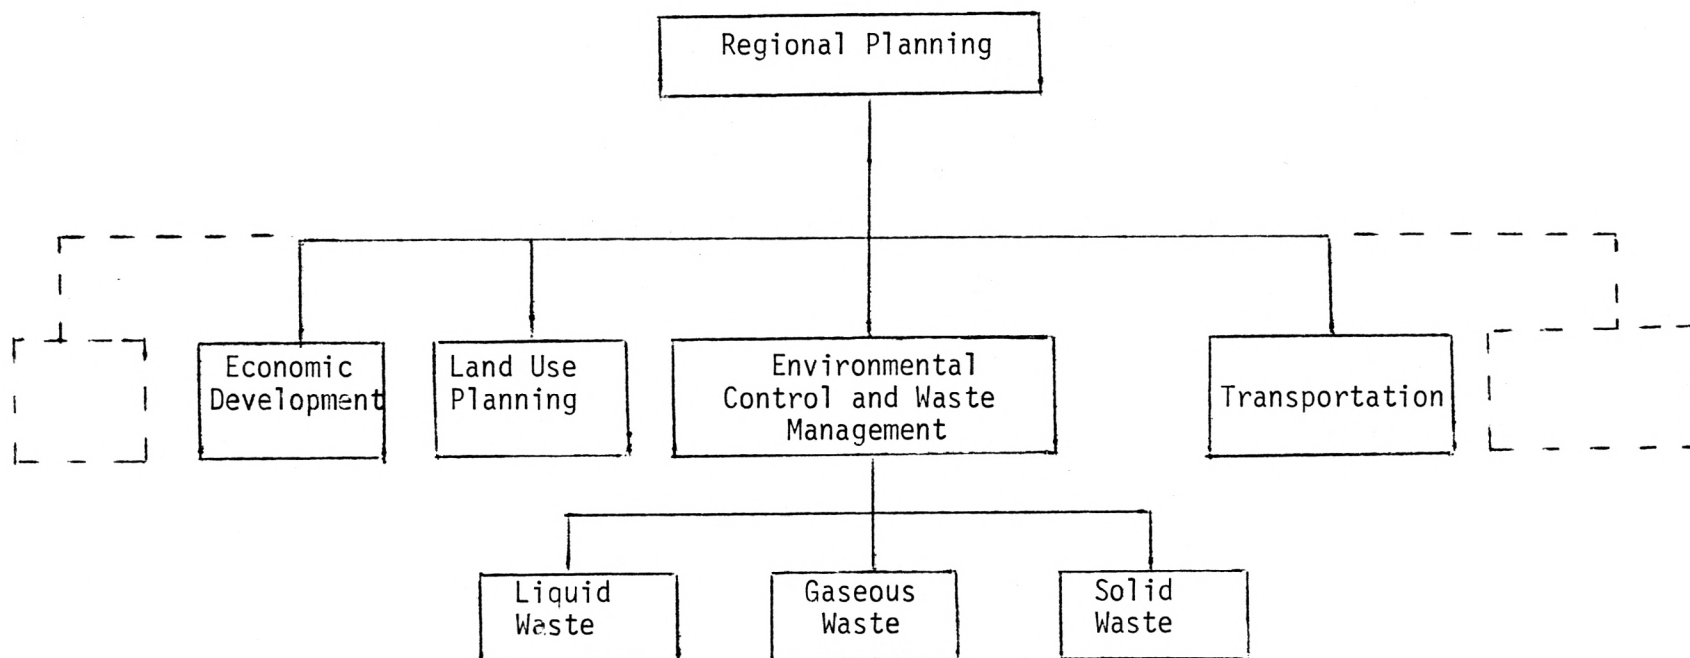 Regional Planning
Economic
Development
Land Use
Planning
Environmental
Control and Waste
Management
Transportation
Liquid
Waste
Gaseous
Waste
Solid
Waste